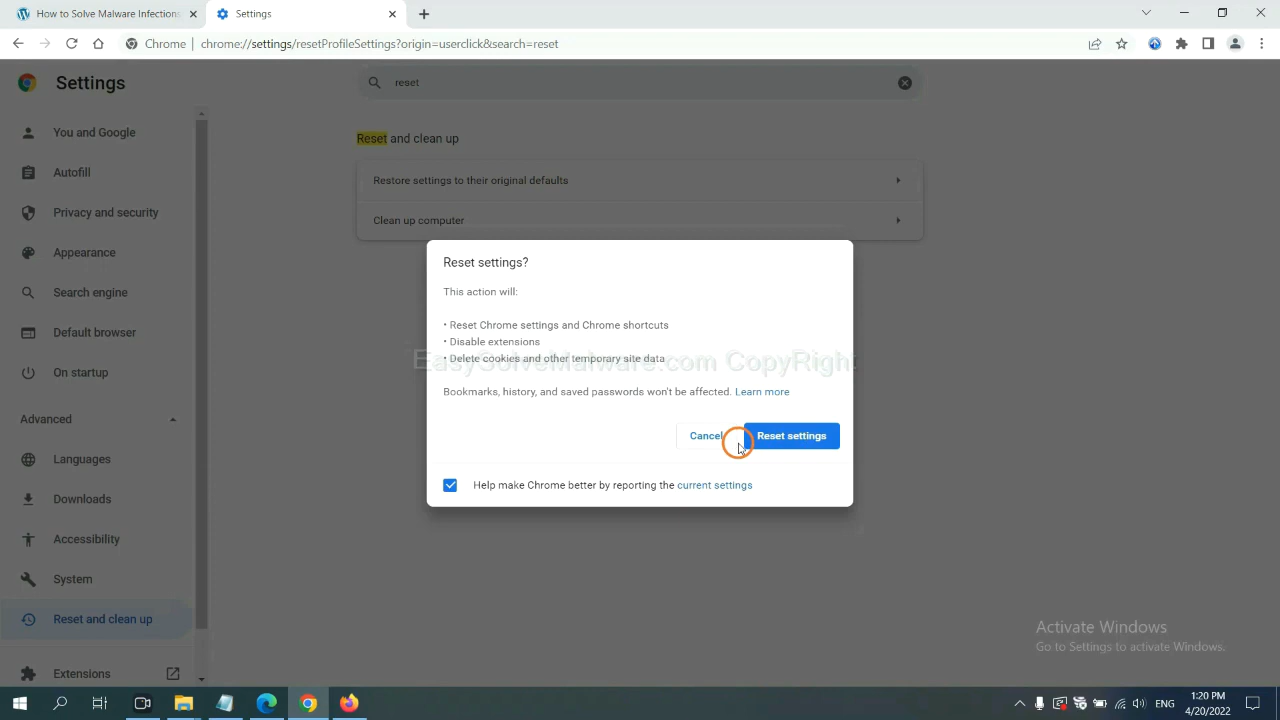 How to Solve Malware Infections
Settings
Chrome | chrome://settings/resetProfileSettings?origin=userclick&search=reset
Settings
reset
You and Google
Autofill
Privacy and security
Appearance
Search engine
Default browser
On startup
Advanced
Languages
Downloads
Accessibility
System
Reset and clean up
Extensions
Reset and clean up
Restore settings to their original defaults
Clean up computer
Reset settings?
This action will:
• Reset Chrome settings and Chrome shortcuts
• Disable extensions
• Delete cookies and other temporary site data
EasySolveMalware.com CopyRight
Bookmarks, history, and saved passwords won't be affected. Learn more
Cancel
Reset settings
Help make Chrome better by reporting the current settings
Activate Windows
Go to Settings to activate Windows.
ENG
1:20 PM
4/20/2022